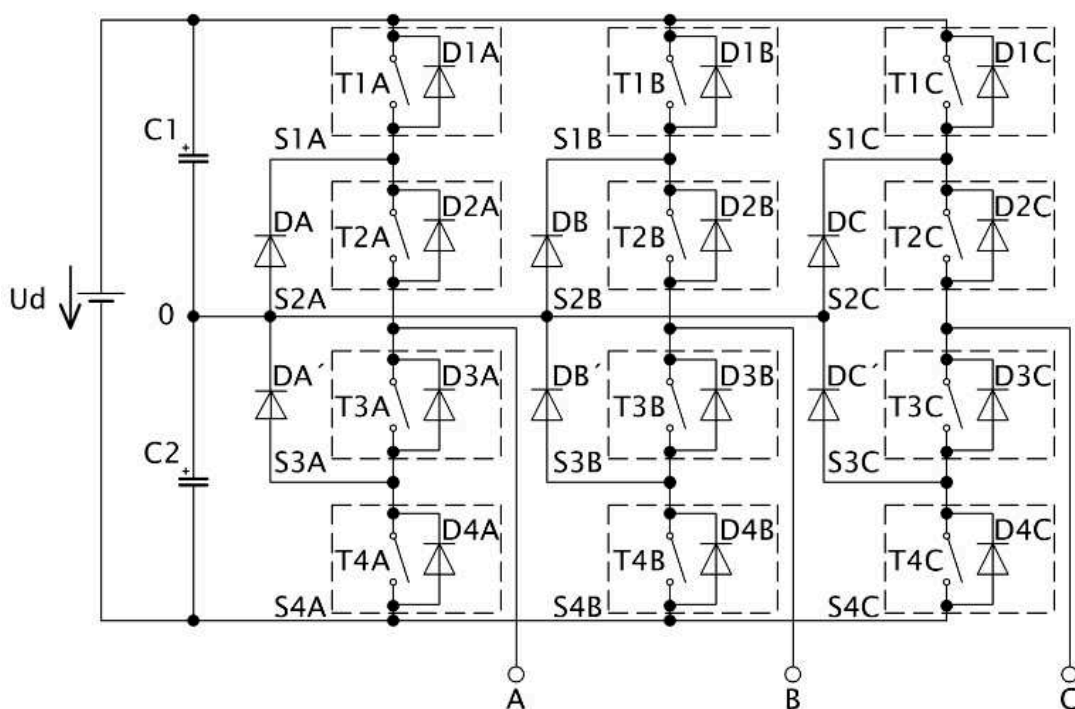 D1A D1B D1C
T1A T1B T1C
C1 +
S1A S1B S1C
D2A D2B D2C
DA T2A DB T2B DC T2C
Ud
S2A S2B S2C
0
DA´ D3A DB´ D3B DC´ D3C
T3A T3B T3C
C2 +
S3A S3B S3C
D4A D4B D4C
T4A T4B T4C
S4A S4B S4C
A B C